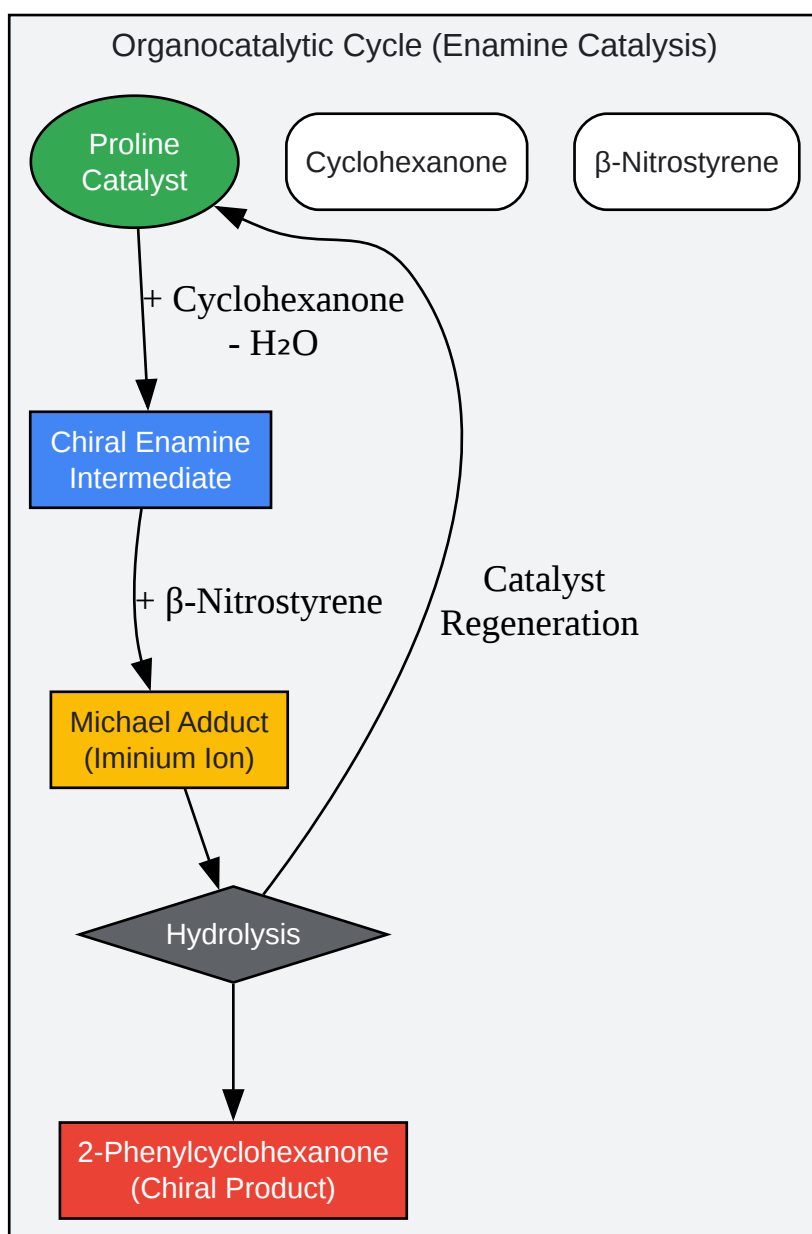 Organocatalytic Cycle (Enamine Catalysis)
Proline
Catalyst
Cyclohexanone
β-Nitrostyrene
+ Cyclohexanone
- H₂O
Chiral Enamine
Intermediate
+ β-Nitrostyrene
Catalyst
Regeneration
Michael Adduct
(Iminium Ion)
Hydrolysis
2-Phenylcyclohexanone
(Chiral Product)